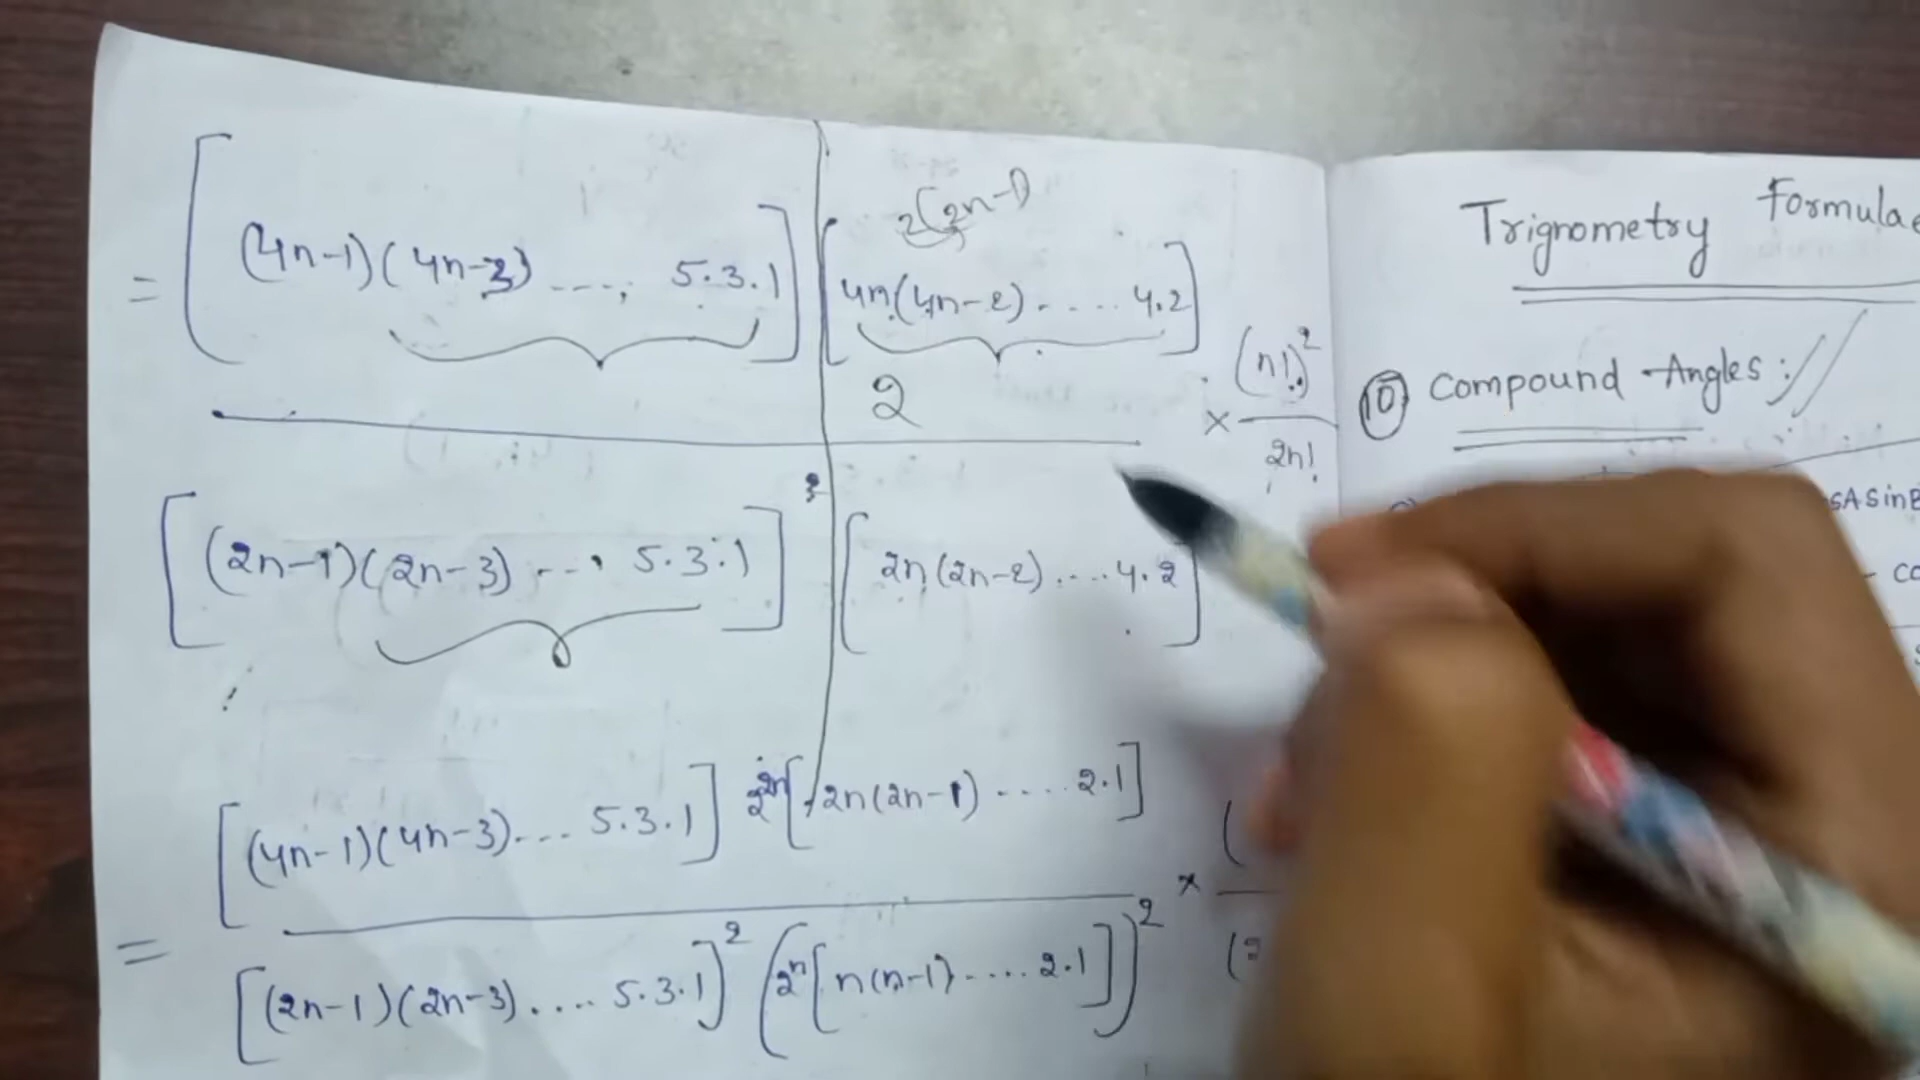 2(2n-1)
= [(4n-1)(4n-3) ...., 5.3.1] [4n(4n-2) ..... 4.2]
2
× (n!)²
2n!
[(2n-1)(2n-3) ...... 5.3.1]² [2n(2n-2) ..... 4.2]
= [(4n-1)(4n-3).... 5.3.1] 2²ⁿ[2n(2n-1) ..... 2.1]
×
[(2n-1)(2n-3)..... 5.3.1]² (2ⁿ[n(n-1)..... 2.1])²
Trignometry Formulae
⑩ Compound Angles:
sAsinB